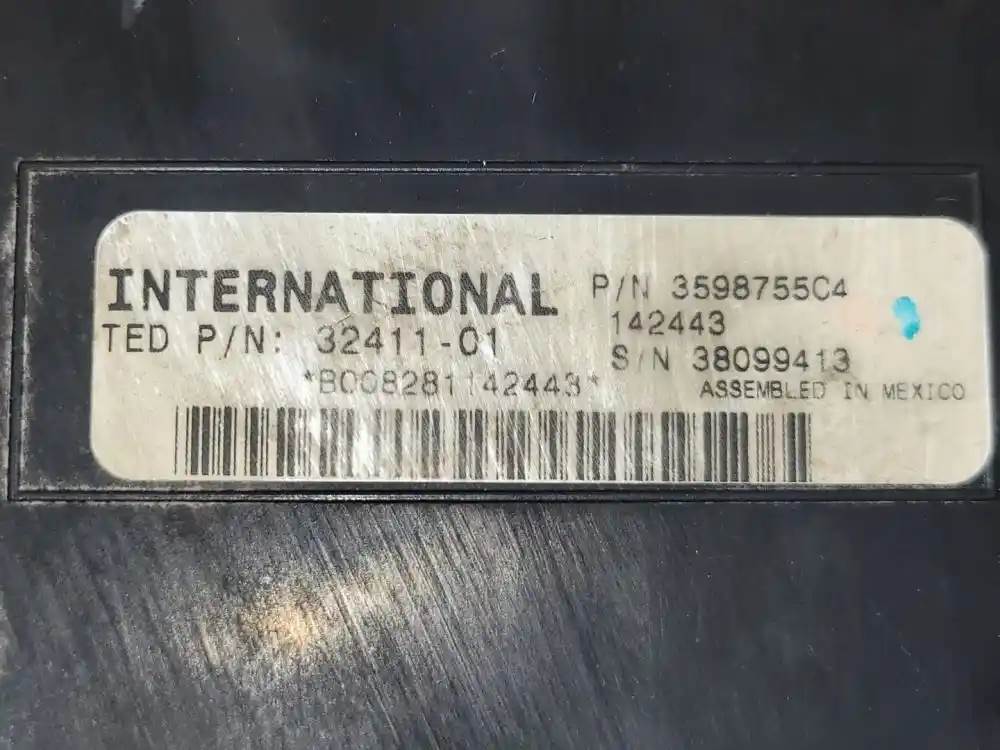 INTERNATIONAL
P/N 3598755C4
142443
TED P/N: 32411-01
S/N 38099413
*B008281142443*
ASSEMBLED IN MEXICO